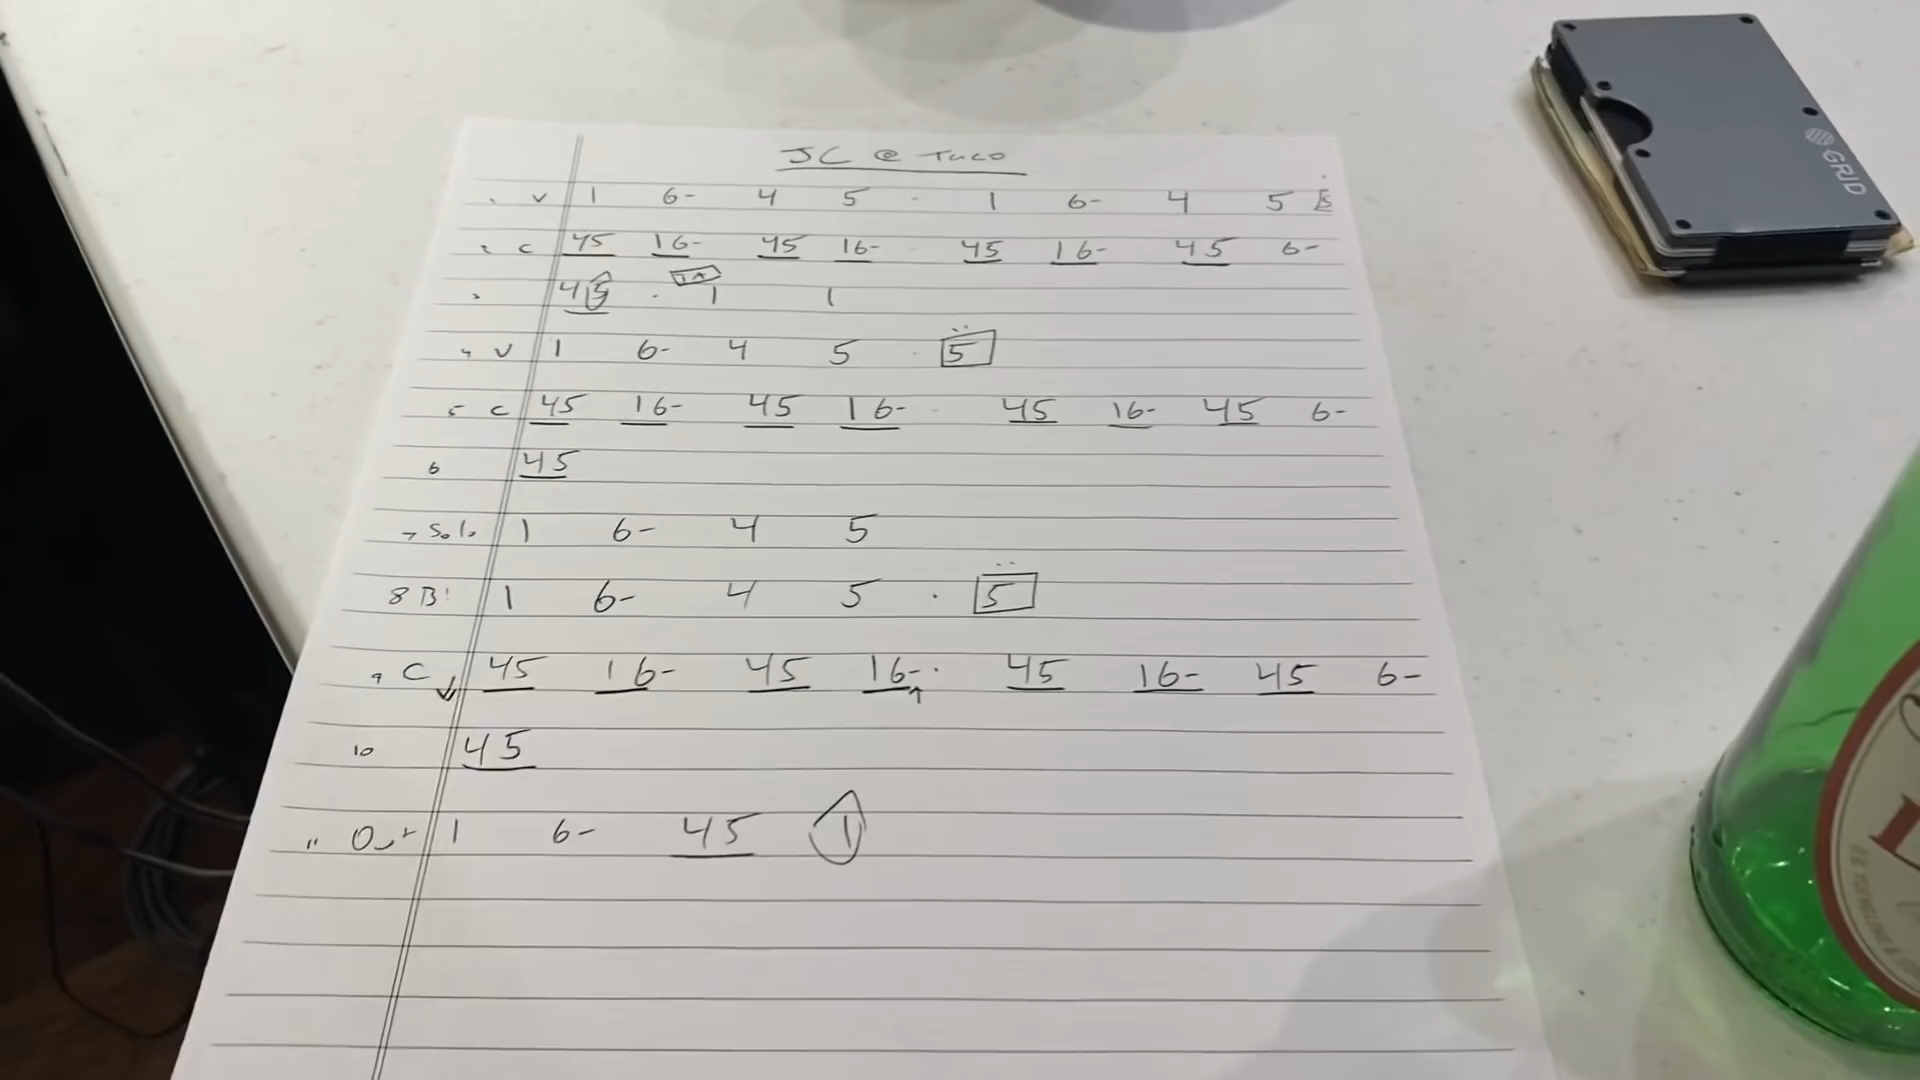 JC @ Taco
1 V 1 6- 4 5 . 1 6- 4 5 5
2 C 45 16- 45 16- . 45 16- 45 6-
3 45 . 1 1
4 V 1 6- 4 5 . 5
5 C 45 16- 45 16- . 45 16- 45 6-
6 45
7 Solo 1 6- 4 5
8 B: 1 6- 4 5 . 5
9 C 45 16- 45 16- . 45 16- 45 6-
10 45
11 Out 1 6- 45 1
GRID